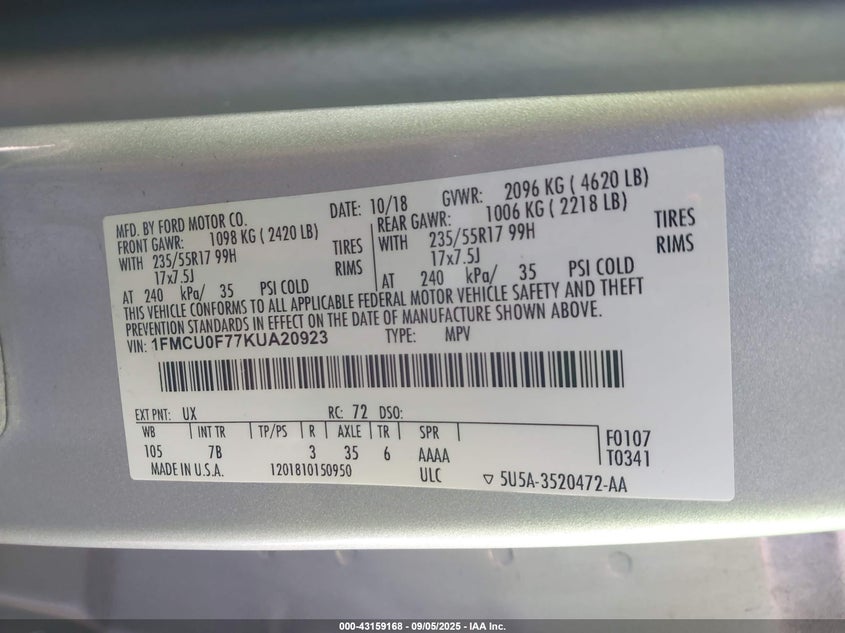 MFD. BY FORD MOTOR CO. DATE: 10/18 GVWR: 2096 KG ( 4620 LB)
FRONT GAWR: 1098 KG ( 2420 LB) REAR GAWR: 1006 KG ( 2218 LB)
WITH 235/55R17 99H TIRES WITH 235/55R17 99H TIRES
17x7.5J RIMS 17x7.5J RIMS
AT 240 kPa/ 35 PSI COLD AT 240 kPa/ 35 PSI COLD
THIS VEHICLE CONFORMS TO ALL APPLICABLE FEDERAL MOTOR VEHICLE SAFETY AND THEFT
PREVENTION STANDARDS IN EFFECT ON THE DATE OF MANUFACTURE SHOWN ABOVE.
VIN: 1FMCU0F77KUA20923 TYPE: MPV
EXT PNT: UX RC: 72 DSO:
WB INT TR TP/PS R AXLE TR SPR F0107
105 7B 3 35 6 AAAA T0341
MADE IN U.S.A. 1201810150950 ULC ▽ 5U5A-3520472-AA
000-43159168 - 09/05/2025 - IAA Inc.